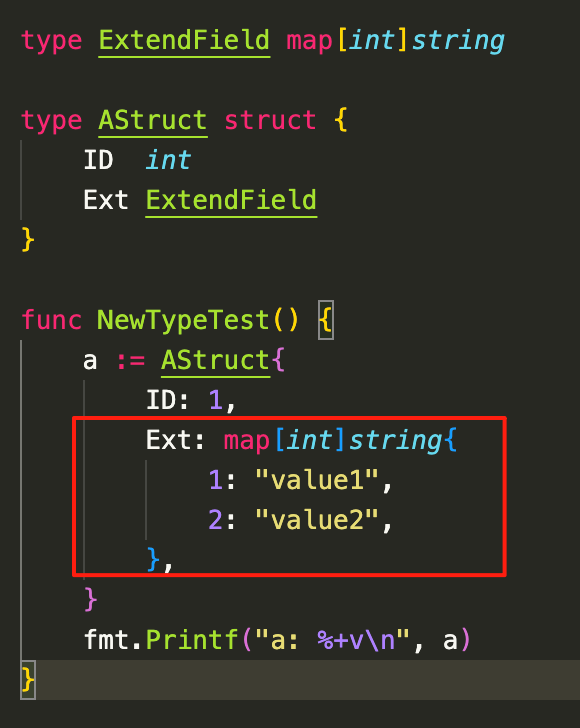 type ExtendField map[int]string
type AStruct struct {
ID int
Ext ExtendField
}
func NewTypeTest() {
a := AStruct{
ID: 1,
Ext: map[int]string{
1: "value1",
2: "value2",
},
}
fmt.Printf("a: %+v\n", a)
}